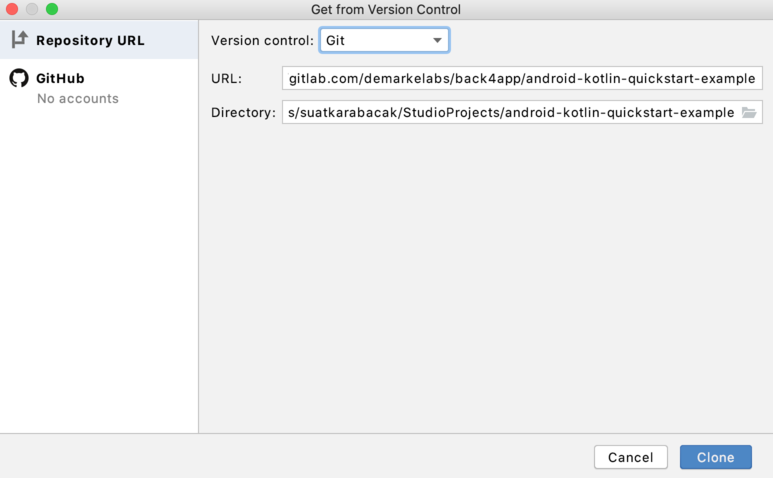 Get from Version Control
Repository URL
GitHub
No accounts
Version control: Git
URL: gitlab.com/demarkelabs/back4app/android-kotlin-quickstart-example
Directory: s/suatkarabacak/StudioProjects/android-kotlin-quickstart-example
Cancel
Clone